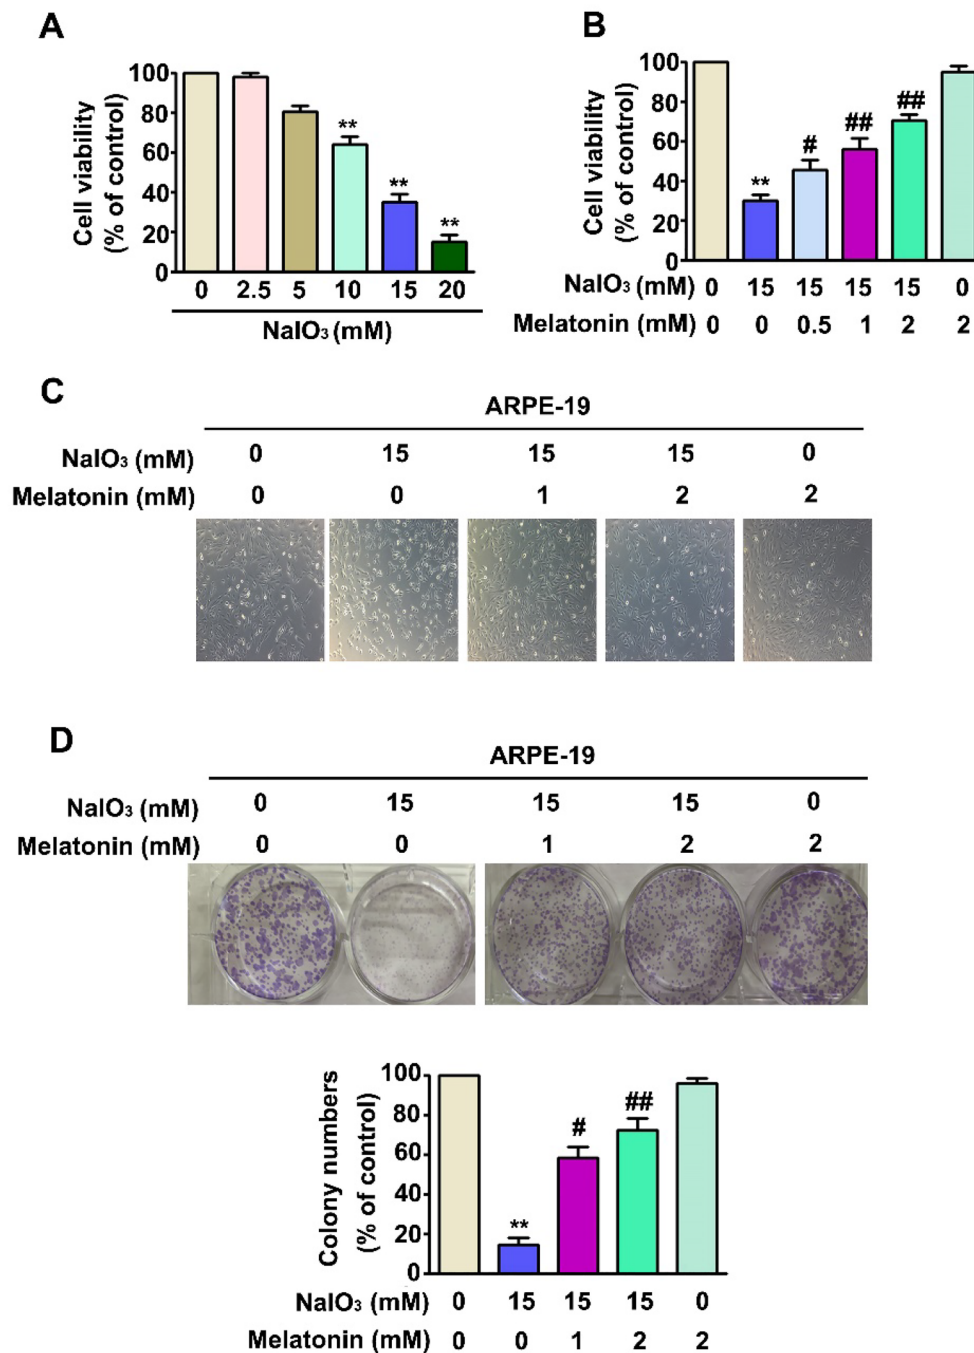 A
Cell viability
(% of control)
100
80
60
40
20
0
**
**
**
0 2.5 5 10 15 20
NaIO₃ (mM)
B
Cell viability
(% of control)
100
80
60
40
20
0
**
#
##
##
NaIO₃ (mM) 0 15 15 15 15 0
Melatonin (mM) 0 0 0.5 1 2 2
C
ARPE-19
NaIO₃ (mM) 0 15 15 15 0
Melatonin (mM) 0 0 1 2 2
D
ARPE-19
NaIO₃ (mM) 0 15 15 15 0
Melatonin (mM) 0 0 1 2 2
Colony numbers
(% of control)
100
80
60
40
20
0
**
#
##
NaIO₃ (mM) 0 15 15 15 0
Melatonin (mM) 0 0 1 2 2